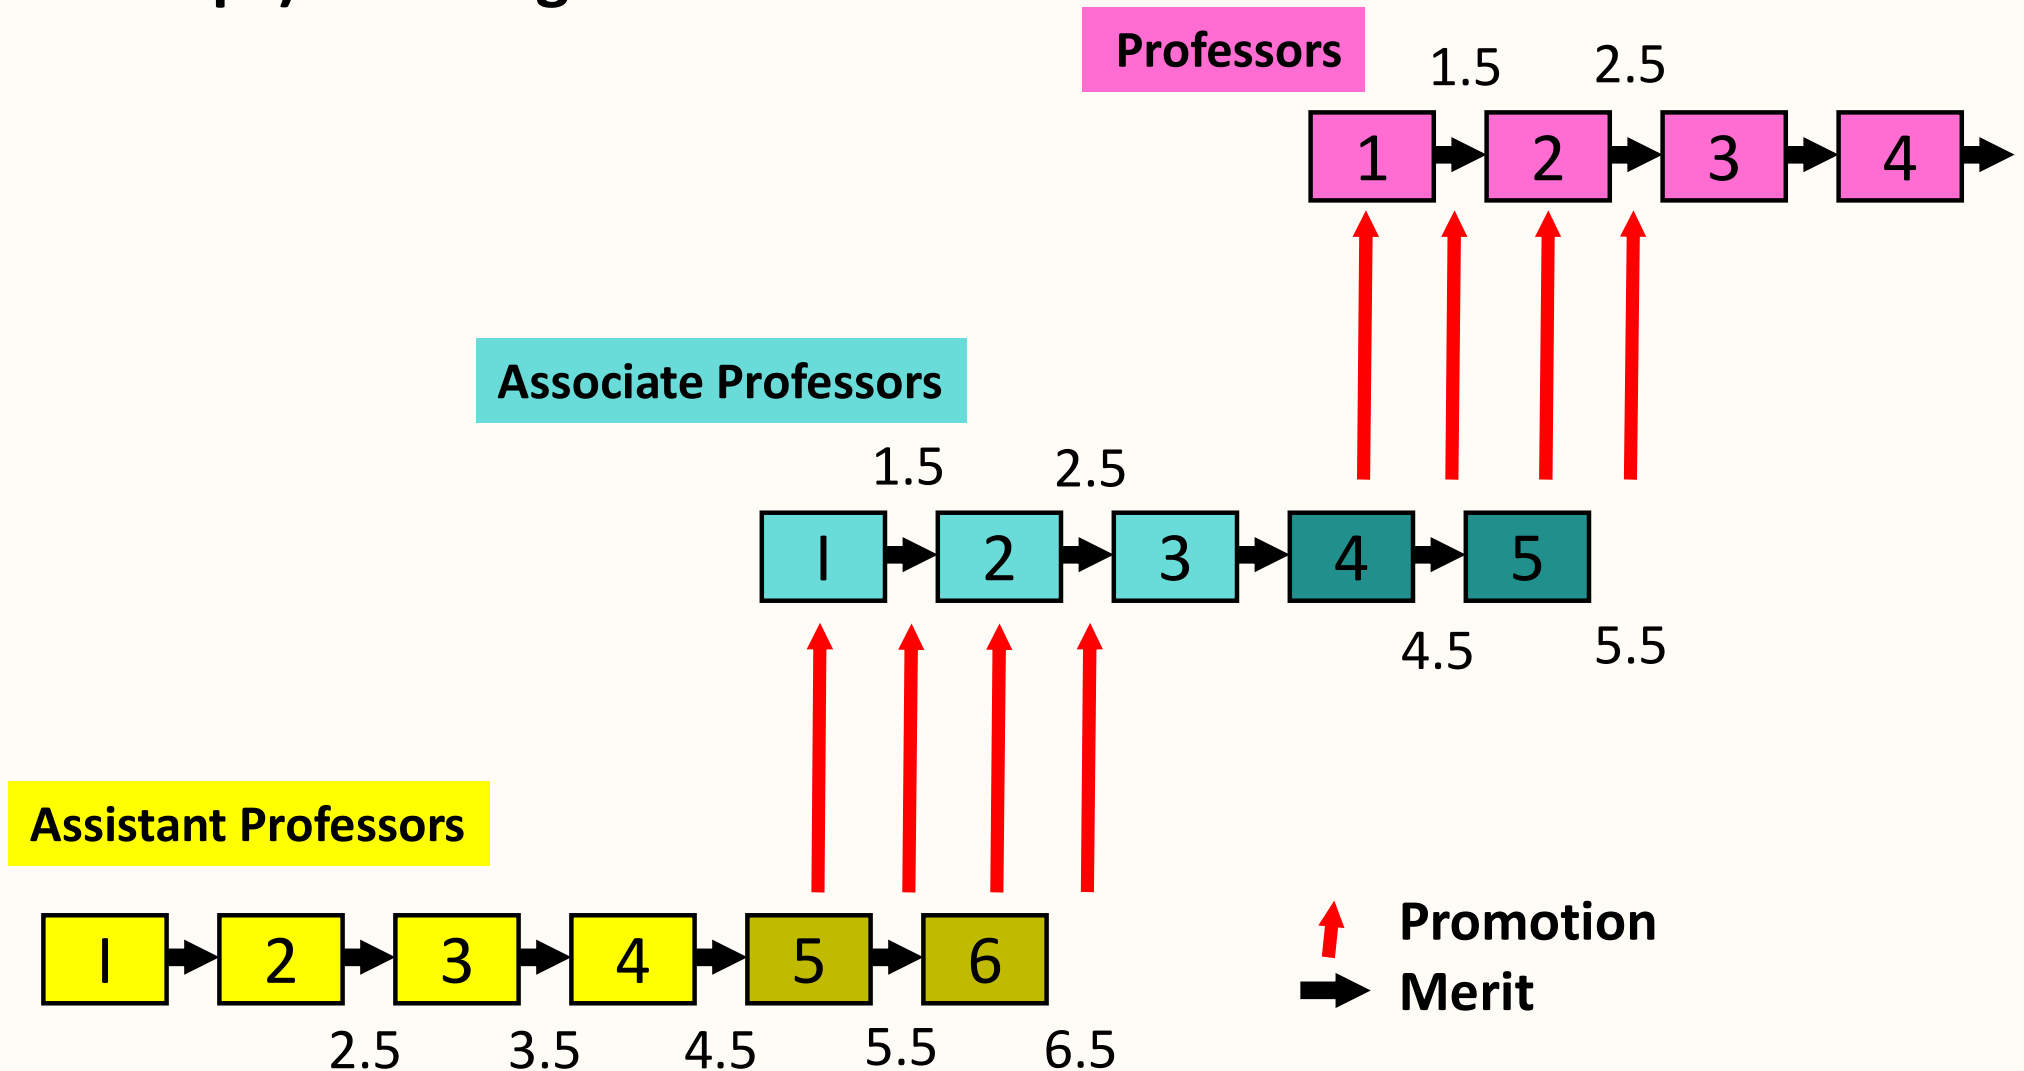 Professors
1.5 2.5
1 2 3 4
Associate Professors
1.5 2.5
I 2 3 4 5
4.5 5.5
Assistant Professors
I 2 3 4 5 6
2.5 3.5 4.5 5.5 6.5
Promotion
Merit